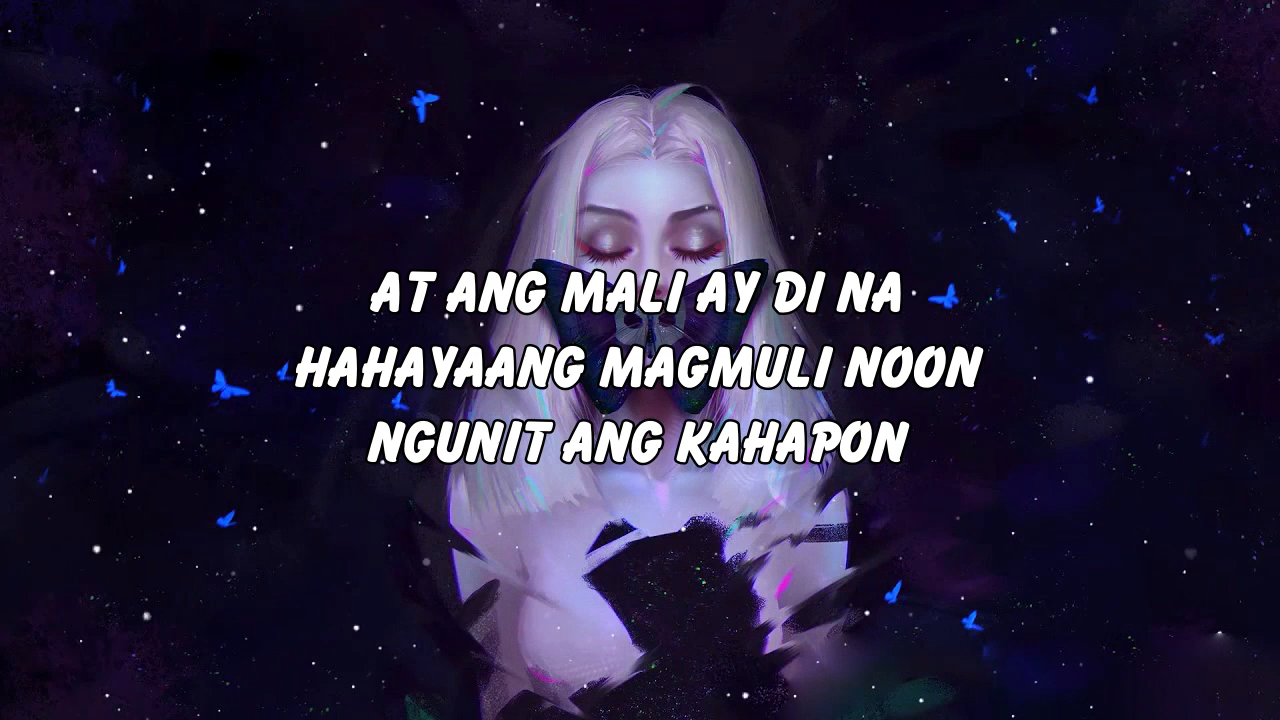 AT ANG MALI AY DI NA
HAHAYAANG MAGMULI NOON
NGUNIT ANG KAHAPON